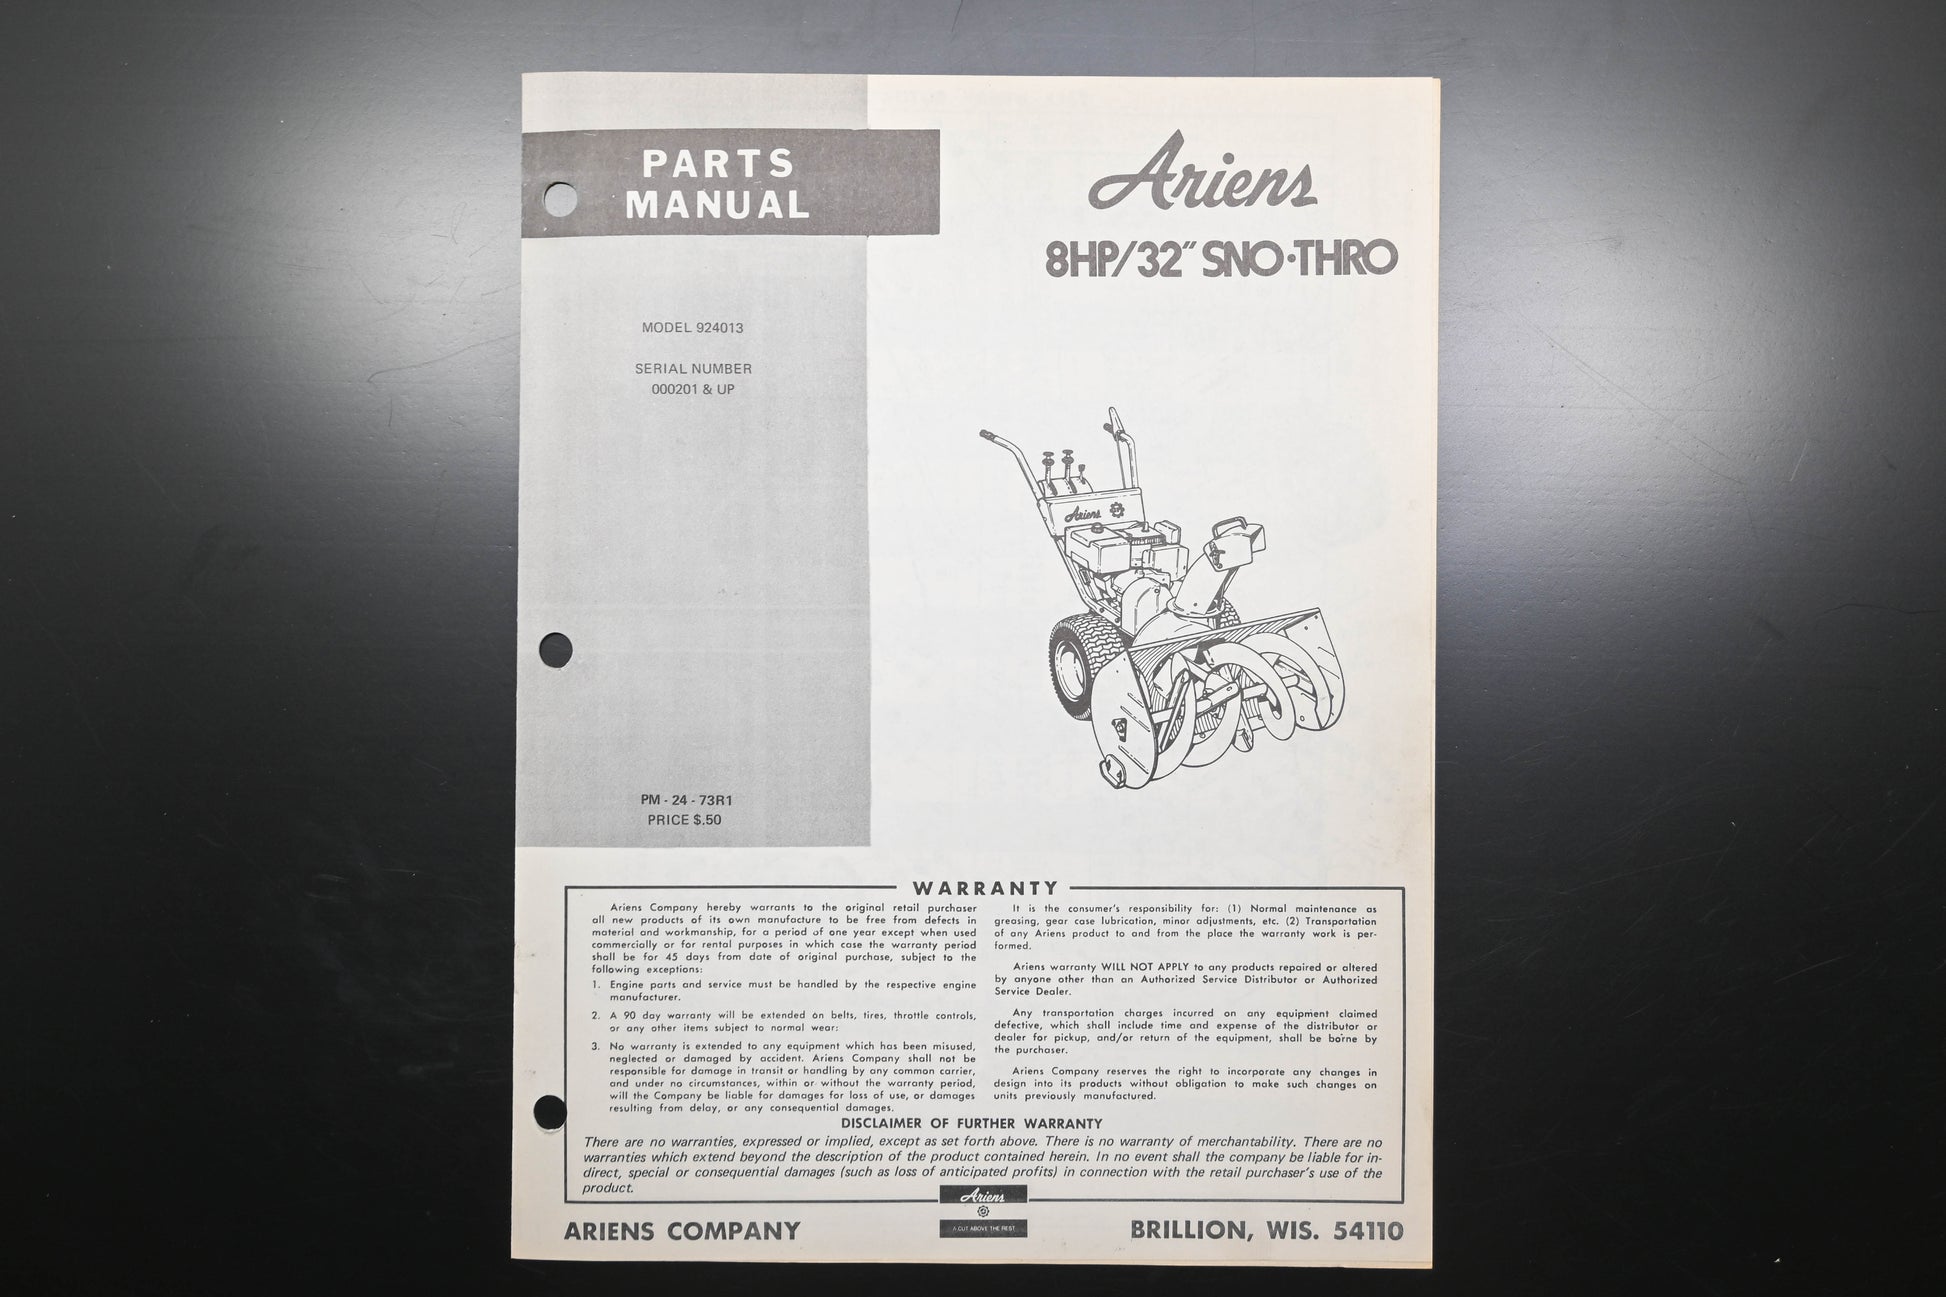 PARTS
MANUAL
MODEL 924013
SERIAL NUMBER
000201 & UP
PM - 24 - 73R1
PRICE $.50
Ariens
8HP/32" SNO•THRO
Ariens
WARRANTY
Ariens Company hereby warrants to the original retail purchaser
all new products of its own manufacture to be free from defects in
material and workmanship, for a period of one year except when used
commercially or for rental purposes in which case the warranty period
shall be for 45 days from date of original purchase, subject to the
following exceptions:
1. Engine parts and service must be handled by the respective engine
manufacturer.
2. A 90 day warranty will be extended on belts, tires, throttle controls,
or any other items subject to normal wear:
3. No warranty is extended to any equipment which has been misused,
neglected or damaged by accident. Ariens Company shall not be
responsible for damage in transit or handling by any common carrier,
and under no circumstances, within or without the warranty period,
will the Company be liable for damages for loss of use, or damages
resulting from delay, or any consequential damages.
It is the consumer's responsibility for: (1) Normal maintenance as
greasing, gear case lubrication, minor adjustments, etc. (2) Transportation
of any Ariens product to and from the place the warranty work is per-
formed.
Ariens warranty WILL NOT APPLY to any products repaired or altered
by anyone other than an Authorized Service Distributor or Authorized
Service Dealer.
Any transportation charges incurred on any equipment claimed
defective, which shall include time and expense of the distributor or
dealer for pickup, and/or return of the equipment, shall be borne by
the purchaser.
Ariens Company reserves the right to incorporate any changes in
design into its products without obligation to make such changes on
units previously manufactured.
DISCLAIMER OF FURTHER WARRANTY
There are no warranties, expressed or implied, except as set forth above. There is no warranty of merchantability. There are no
warranties which extend beyond the description of the product contained herein. In no event shall the company be liable for in-
direct, special or consequential damages (such as loss of anticipated profits) in connection with the retail purchaser's use of the
product.
Ariens
A CUT ABOVE THE REST
ARIENS COMPANY
BRILLION, WIS. 54110